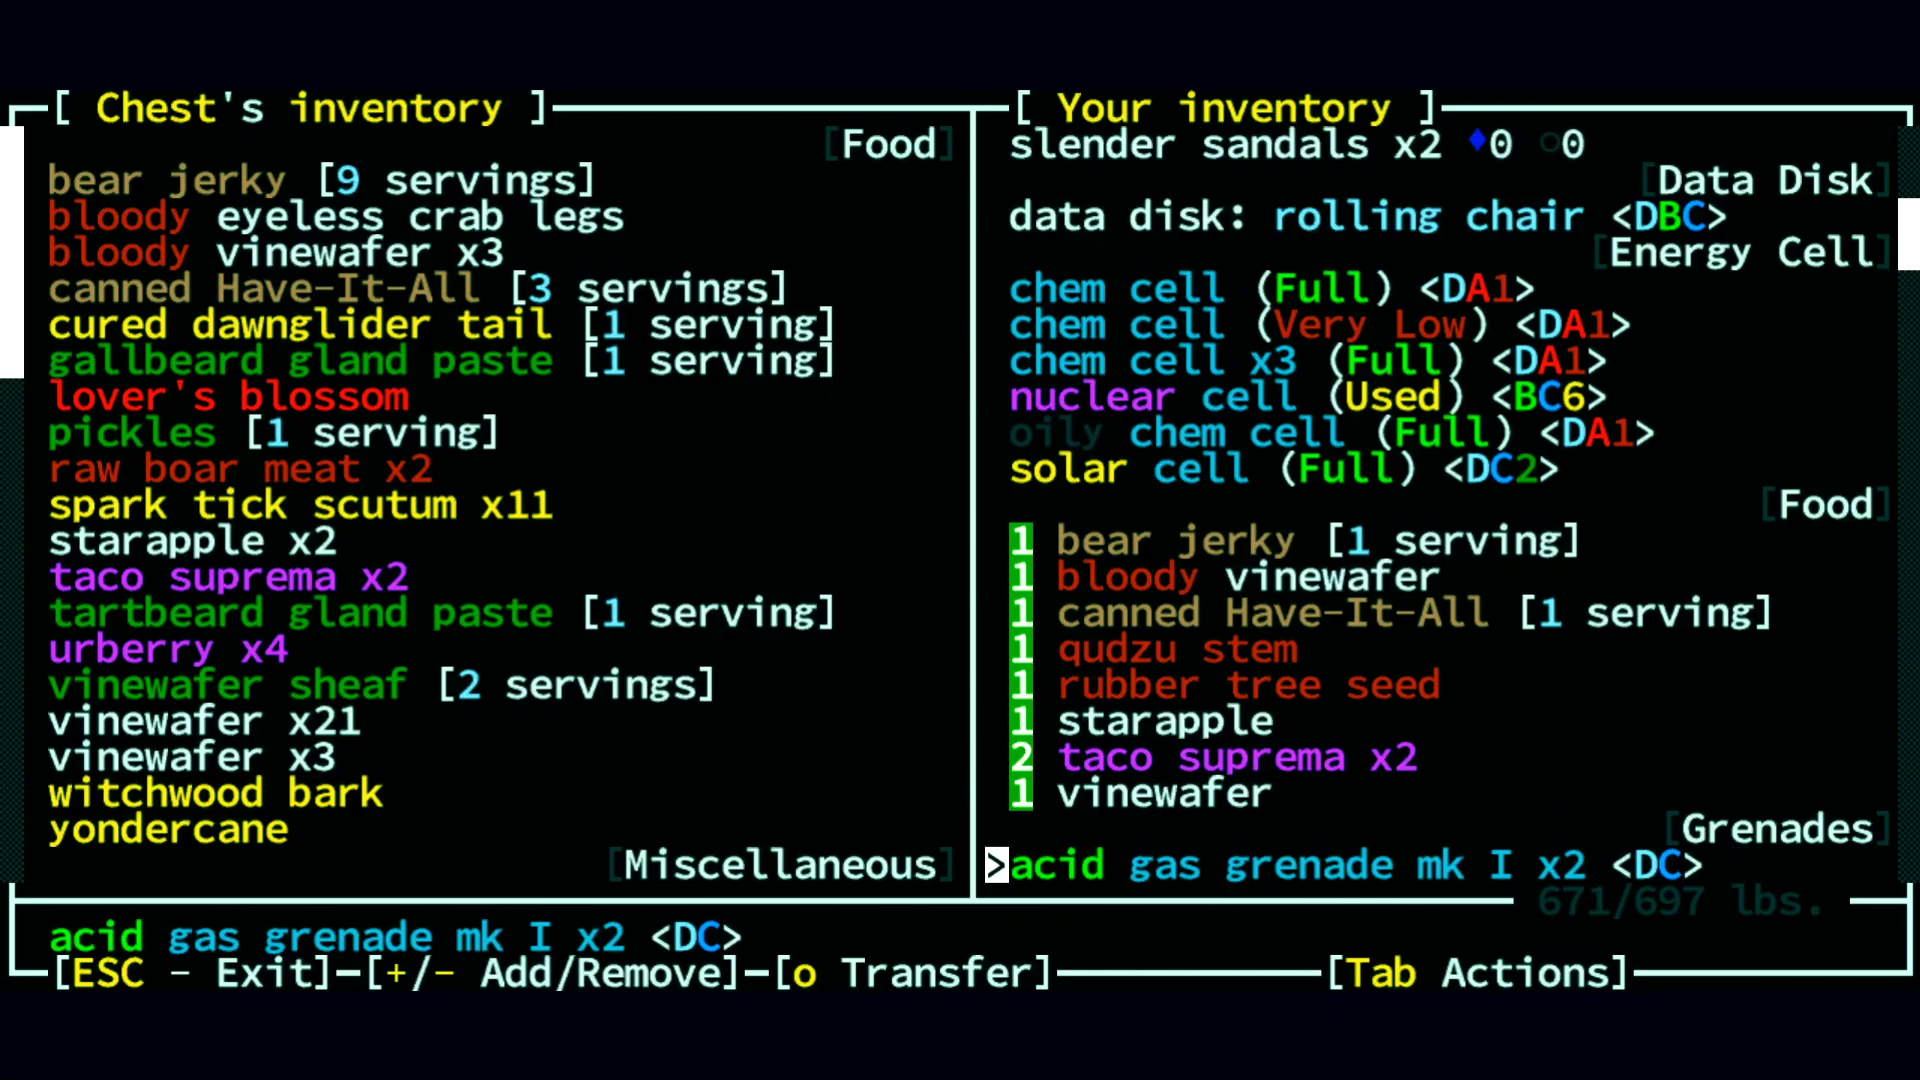 [ Chest's inventory ]
[Food]
bear jerky [9 servings]
bloody eyeless crab legs
bloody vinewafer x3
canned Have-It-All [3 servings]
cured dawnglider tail [1 serving]
gallbeard gland paste [1 serving]
lover's blossom
pickles [1 serving]
raw boar meat x2
spark tick scutum x11
starapple x2
taco suprema x2
tartbeard gland paste [1 serving]
urberry x4
vinewafer sheaf [2 servings]
vinewafer x21
vinewafer x3
witchwood bark
yondercane
[Miscellaneous]
[ Your inventory ]
slender sandals x2 ♦0 ○0
[Data Disk]
data disk: rolling chair <DBC>
[Energy Cell]
chem cell (Full) <DA1>
chem cell (Very Low) <DA1>
chem cell x3 (Full) <DA1>
nuclear cell (Used) <BC6>
oily chem cell (Full) <DA1>
solar cell (Full) <DC2>
[Food]
1 bear jerky [1 serving]
1 bloody vinewafer
1 canned Have-It-All [1 serving]
1 qudzu stem
1 rubber tree seed
1 starapple
2 taco suprema x2
1 vinewafer
[Grenades]
>acid gas grenade mk I x2 <DC>
671/697 lbs.
acid gas grenade mk I x2 <DC>
[ESC - Exit]-[+/- Add/Remove]-[o Transfer] [Tab Actions]